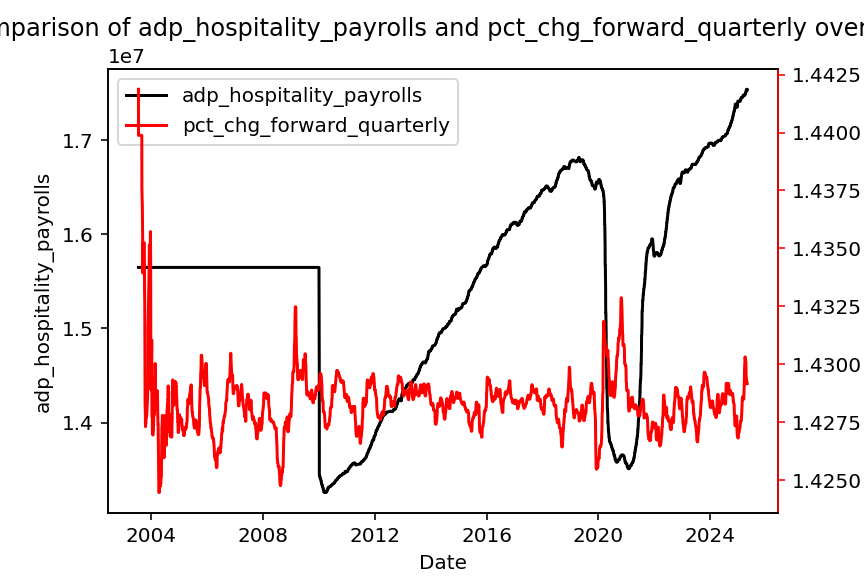 mparison of adp_hospitality_payrolls and pct_chg_forward_quarterly over
1e7
adp_hospitality_payrolls
pct_chg_forward_quarterly
1.7
1.6
1.5
1.4
adp_hospitality_payrolls
1.4425
1.4400
1.4375
1.4350
1.4325
1.4300
1.4275
1.4250
2004 2008 2012 2016 2020 2024
Date